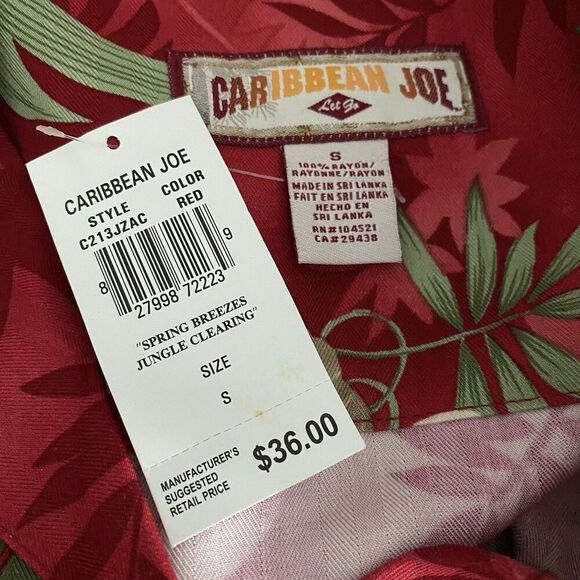 CARIBBEAN JOE
Let Go
S
100% RAYON/
RAYONNE/RAYON
MADE IN SRI LANKA
FAIT EN SRI LANKA
HECHO EN
SRI LANKA
RN#104521
CA#29438
CARIBBEAN JOE
STYLE COLOR
C213JZAC RED
8 27998 72223 9
"SPRING BREEZES
JUNGLE CLEARING"
SIZE
S
MANUFACTURER'S
SUGGESTED
RETAIL PRICE
$36.00